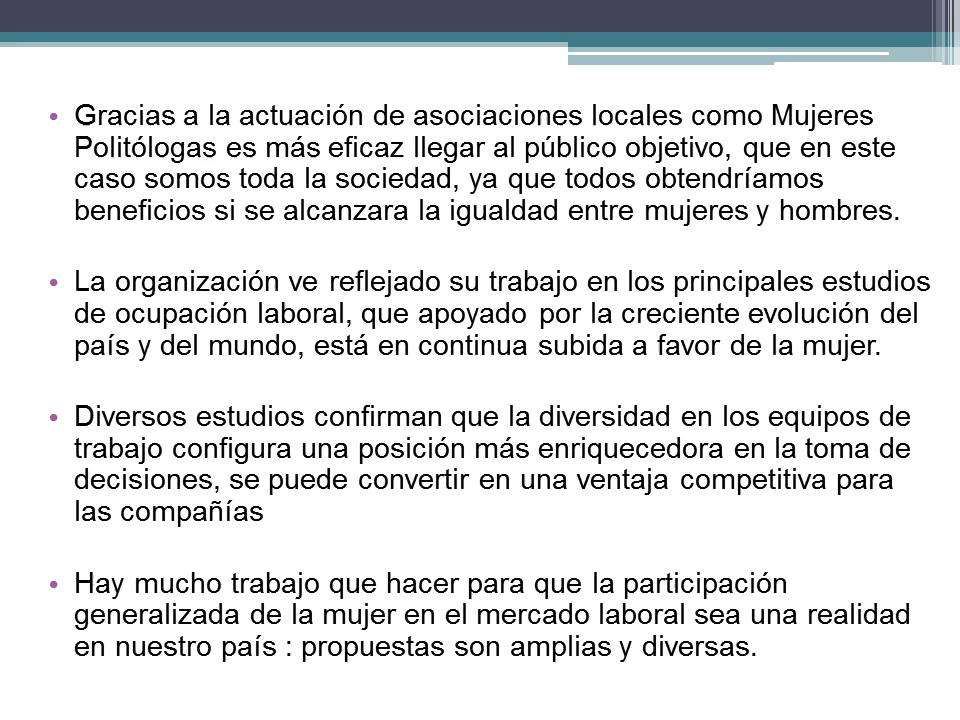 • Gracias a la actuación de asociaciones locales como Mujeres
Politólogas es más eficaz llegar al público objetivo, que en este
caso somos toda la sociedad, ya que todos obtendríamos
beneficios si se alcanzara la igualdad entre mujeres y hombres.
• La organización ve reflejado su trabajo en los principales estudios
de ocupación laboral, que apoyado por la creciente evolución del
país y del mundo, está en continua subida a favor de la mujer.
• Diversos estudios confirman que la diversidad en los equipos de
trabajo configura una posición más enriquecedora en la toma de
decisiones, se puede convertir en una ventaja competitiva para
las compañías
• Hay mucho trabajo que hacer para que la participación
generalizada de la mujer en el mercado laboral sea una realidad
en nuestro país : propuestas son amplias y diversas.